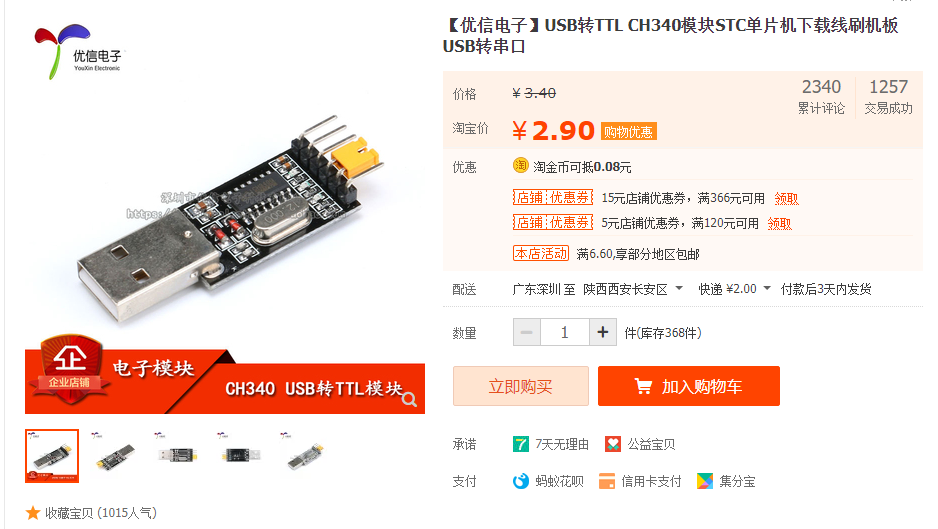 优信电子
YouXin Electronic
深圳市
https:/
企
企业店铺
电子模块
CH340 USB转TTL模块
收藏宝贝 (1015人气)
【优信电子】USB转TTL CH340模块STC单片机下载线刷机板
USB转串口
价格 ¥ 3.40
2340 累计评论
1257 交易成功
淘宝价 ¥ 2.90 购物优惠
优惠 淘 淘金币可抵0.08元
店铺 优惠券 15元店铺优惠券，满366元可用 领取
店铺 优惠券 5元店铺优惠券，满120元可用 领取
本店活动 满6.60,享部分地区包邮
配送 广东深圳 至 陕西西安长安区 快递 ¥2.00 付款后3天内发货
数量 1 件(库存368件)
立即购买 加入购物车
承诺 7 7天无理由 公益宝贝
支付 蚂蚁花呗 信用卡支付 集分宝